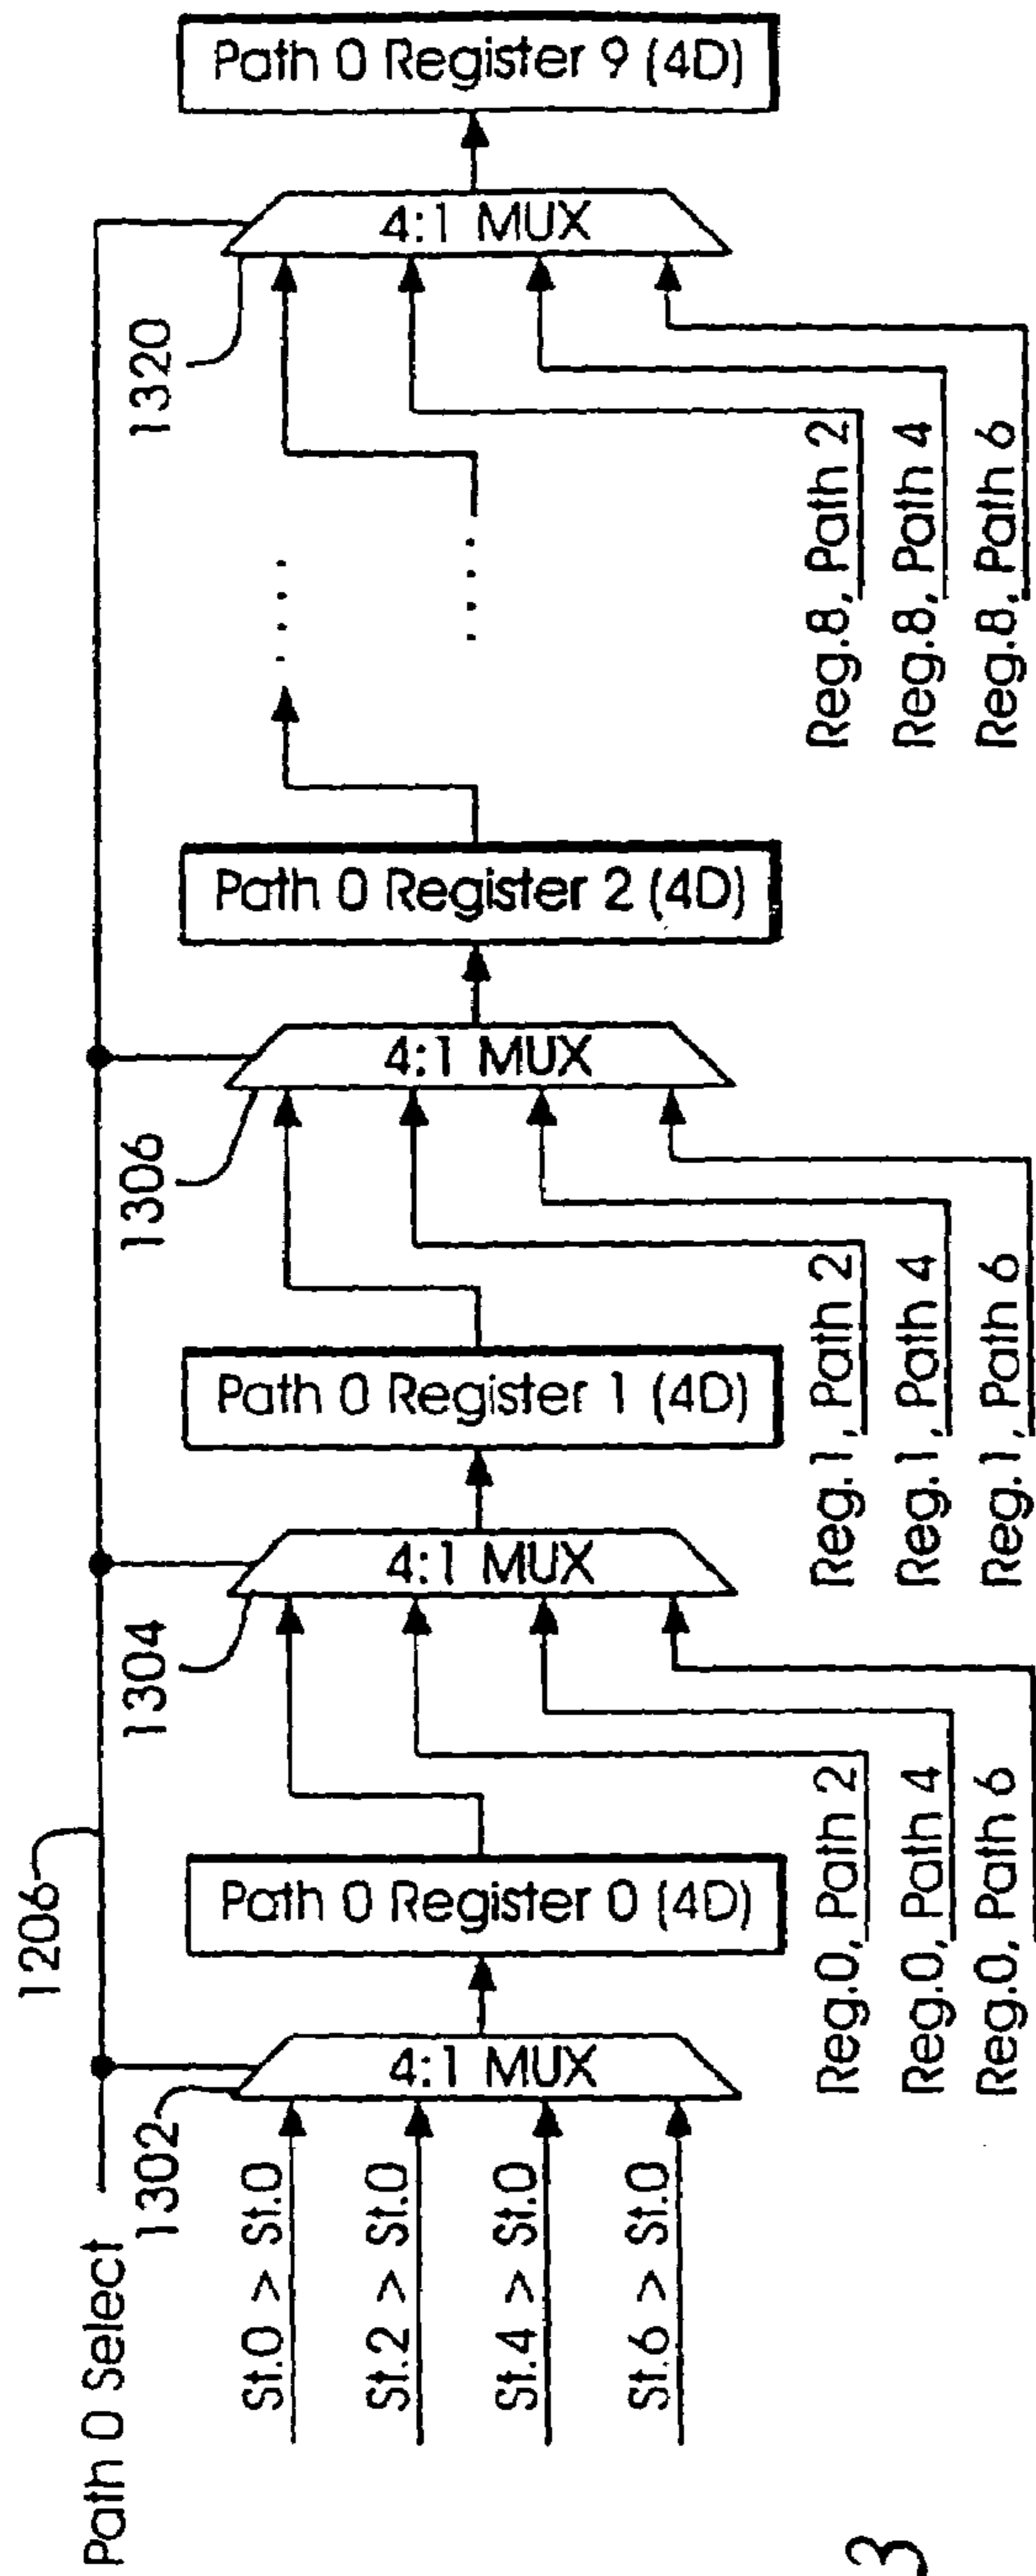 Path 0 Select
1206
1302
1304
1306
1320
St.0 > St.0
St.2 > St.0
St.4 > St.0
St.6 > St.0
4:1 MUX
Path 0 Register 0 (4D)
4:1 MUX
Path 0 Register 1 (4D)
4:1 MUX
Path 0 Register 2 (4D)
4:1 MUX
Path 0 Register 9 (4D)
Reg.0, Path 2
Reg.0, Path 4
Reg.0, Path 6
Reg.1, Path 2
Reg.1, Path 4
Reg.1, Path 6
Reg.8, Path 2
Reg.8, Path 4
Reg.8, Path 6
3